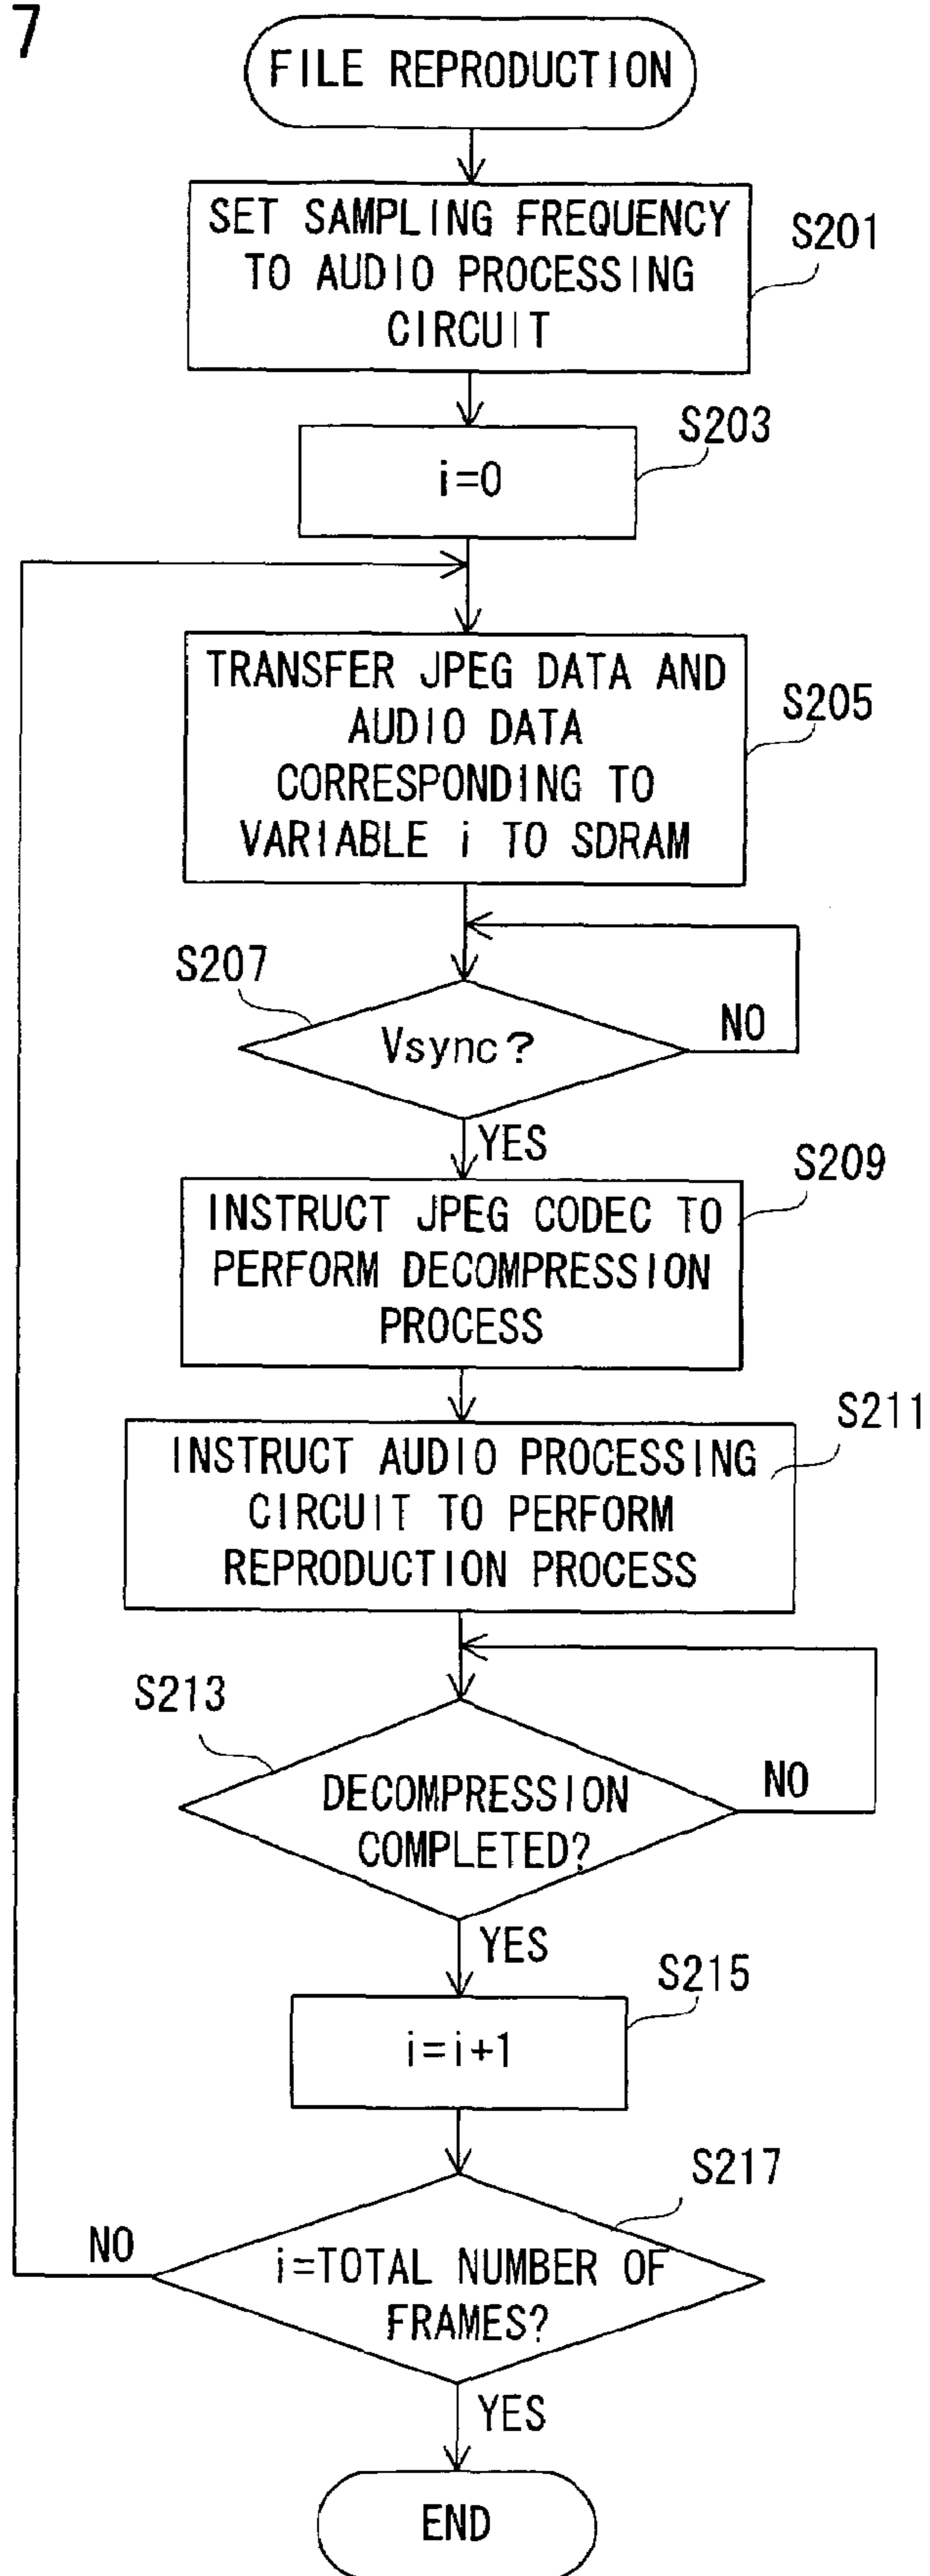 7
FILE REPRODUCTION
SET SAMPLING FREQUENCY
TO AUDIO PROCESSING
CIRCUIT
S201
i=0
S203
TRANSFER JPEG DATA AND
AUDIO DATA
CORRESPONDING TO
VARIABLE i TO SDRAM
S205
S207
Vsync?
NO
YES
INSTRUCT JPEG CODEC TO
PERFORM DECOMPRESSION
PROCESS
S209
INSTRUCT AUDIO PROCESSING
CIRCUIT TO PERFORM
REPRODUCTION PROCESS
S211
S213
DECOMPRESSION
COMPLETED?
NO
YES
i=i+1
S215
S217
i=TOTAL NUMBER OF
FRAMES?
NO
YES
END